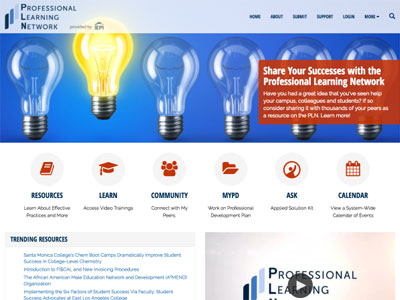 PROFESSIONAL
LEARNING
NETWORK
provided by
HOME
ABOUT
SUBMIT
SUPPORT
LOGIN
MORE
Share Your Successes with the
Professional Learning Network
Have you had a great idea that you've seen help
your campus, colleagues and students? If so
consider sharing it with thousands of your peers as
a resource on the PLN. Learn more!
RESOURCES
Learn About Effective
Practices and More
LEARN
Access Video Trainings
COMMUNITY
Connect with My
Peers.
MYPD
Work on Professional
Development Plan
ASK
Applied Solution Kit
CALENDAR
View a System-Wide
Calendar of Events
TRENDING RESOURCES
Santa Monica College's Chem Boot Camps Dramatically Improve Student
Success in College-Level Chemistry
Introduction to FI$CAL and New Invoicing Procedures
The African American Male Education Network and Development (A²MEND)
Organization
Implementing the Six Factors of Student Success Via Faculty: Student
Success Advocates at East Los Angeles College
PROFESSIONAL
LEARNING